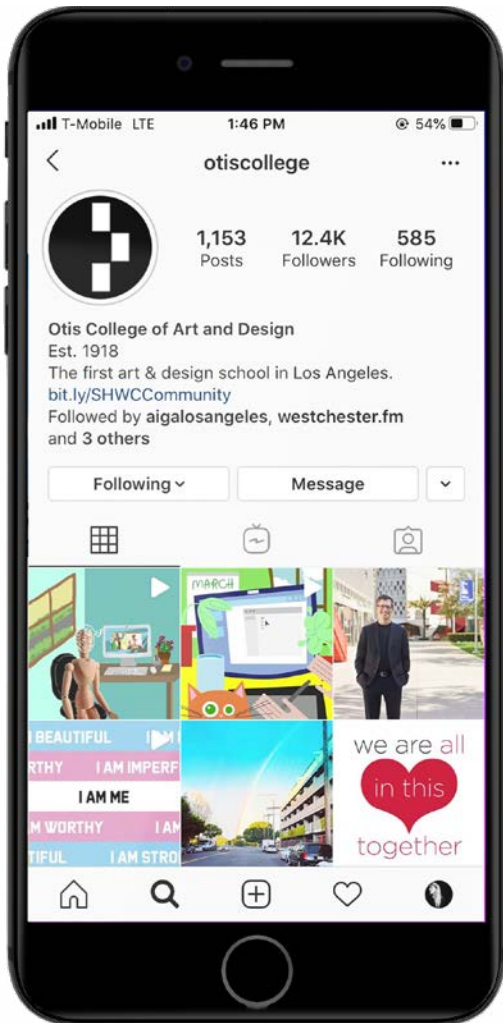 T-Mobile LTE 1:46 PM 54%
otiscollege
1,153 12.4K 585
Posts Followers Following
Otis College of Art and Design
Est. 1918
The first art & design school in Los Angeles.
bit.ly/SHWCCommunity
Followed by aigalosangeles, westchester.fm
and 3 others
Following Message
MARCH
BEAUTIFUL I AM
RTHY I AM IMPERF
I AM ME
M WORTHY I AM
TIFUL I AM STRO
we are all
in this
together